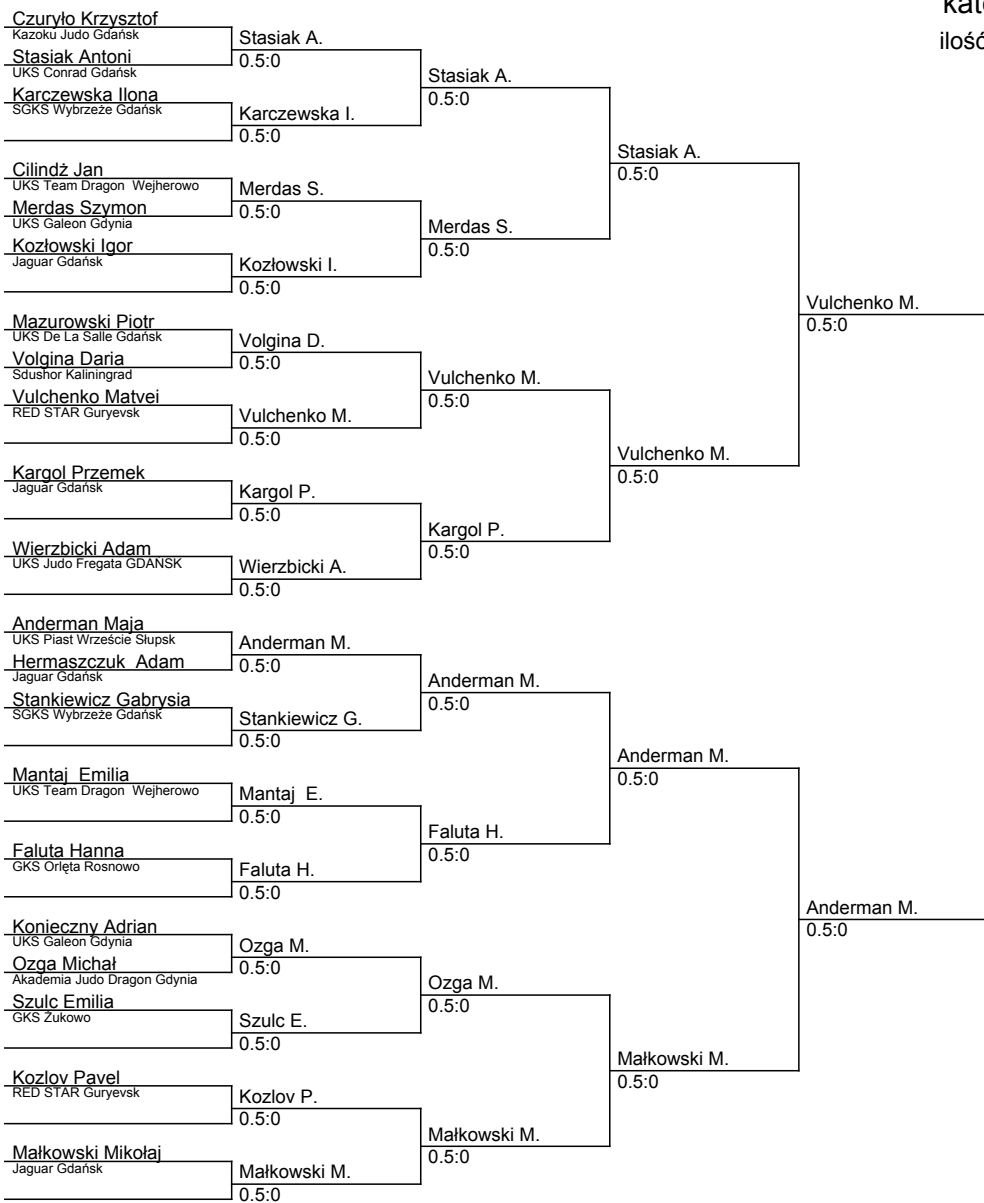 Czuryło Krzysztof
Kazoku Judo Gdańsk
Stasiak Antoni
UKS Conrad Gdańsk
Karczewska Ilona
SGKS Wybrzeże Gdańsk
Cilindż Jan
UKS Team Dragon  Wejherowo
Merdas Szymon
UKS Galeon Gdynia
Kozłowski Igor
Jaguar Gdańsk
Mazurowski Piotr
UKS De La Salle Gdańsk
Volgina Daria
Sdushor Kaliningrad
Vulchenko Matvei
RED STAR Guryevsk
Kargol Przemek
Jaguar Gdańsk
Wierzbicki Adam
UKS Judo Fregata GDAŃSK
Anderman Maja
UKS Piast Wrzeście Słupsk
Hermaszczuk  Adam
Jaguar Gdańsk
Stankiewicz Gabrysia
SGKS Wybrzeże Gdańsk
Mantaj  Emilia
UKS Team Dragon  Wejherowo
Faluta Hanna
GKS Orlęta Rosnowo
Konieczny Adrian
UKS Galeon Gdynia
Ozga Michał
Akademia Judo Dragon Gdynia
Szulc Emilia
GKS Żukowo
Kozlov Pavel
RED STAR Guryevsk
Małkowski Mikołaj
Jaguar Gdańsk
Stasiak A.
0.5:0
Karczewska I.
0.5:0
Merdas S.
0.5:0
Kozłowski I.
0.5:0
Volgina D.
0.5:0
Vulchenko M.
0.5:0
Kargol P.
0.5:0
Wierzbicki A.
0.5:0
Anderman M.
0.5:0
Stankiewicz G.
0.5:0
Mantaj  E.
0.5:0
Faluta H.
0.5:0
Ozga M.
0.5:0
Szulc E.
0.5:0
Kozlov P.
0.5:0
Małkowski M.
0.5:0
Stasiak A.
0.5:0
Merdas S.
0.5:0
Vulchenko M.
0.5:0
Kargol P.
0.5:0
Anderman M.
0.5:0
Faluta H.
0.5:0
Ozga M.
0.5:0
Małkowski M.
0.5:0
Stasiak A.
0.5:0
Vulchenko M.
0.5:0
Anderman M.
0.5:0
Małkowski M.
0.5:0
Vulchenko M.
0.5:0
Anderman M.
0.5:0
kat
ilość